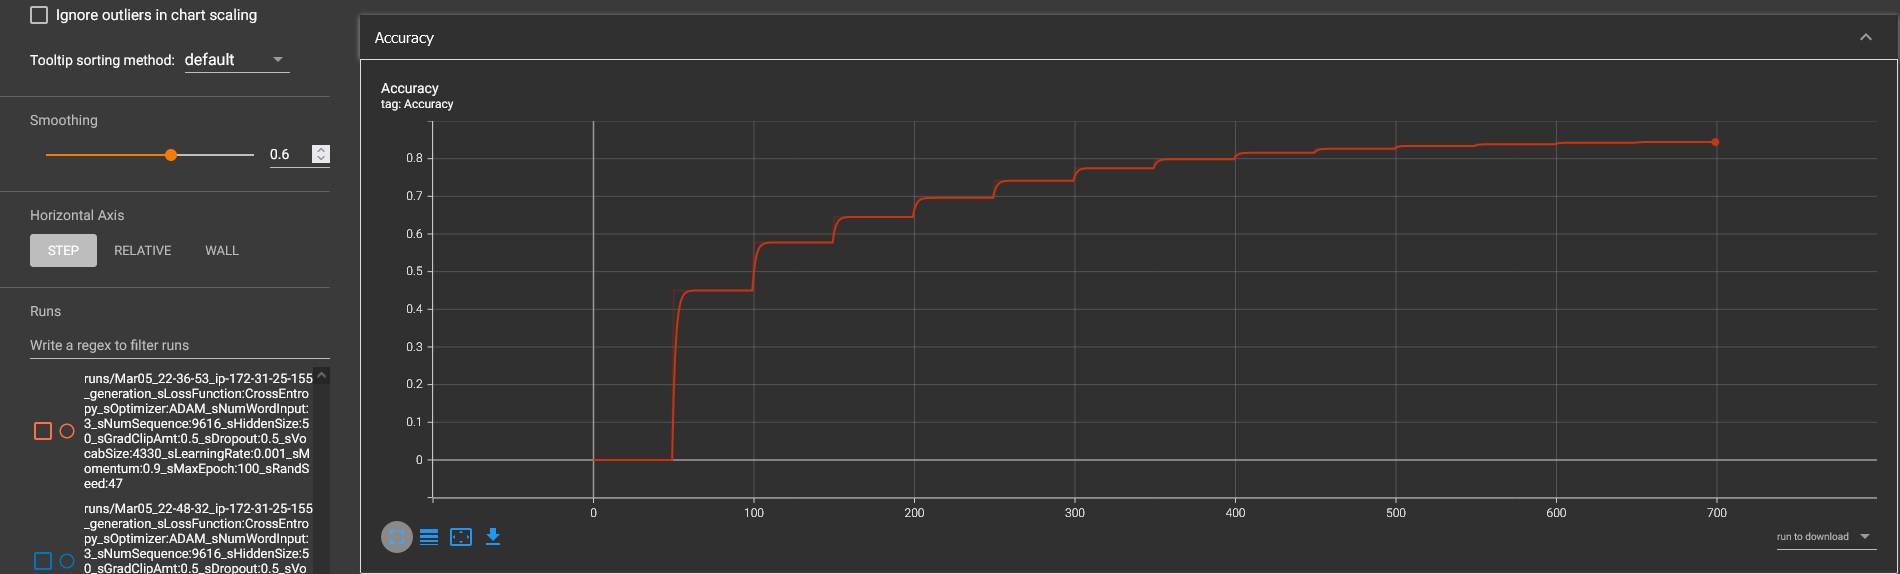 Ignore outliers in chart scaling
Tooltip sorting method: default
Smoothing
0.6
Horizontal Axis
STEP RELATIVE WALL
Runs
Write a regex to filter runs
runs/Mar05_22-36-53_ip-172-31-25-155
_generation_sLossFunction:CrossEntro
py_sOptimizer:ADAM_sNumWordInput:
3_sNumSequence:9616_sHiddenSize:5
0_sGradClipAmt:0.5_sDropout:0.5_sVo
cabSize:4330_sLearningRate:0.001_sM
omentum:0.9_sMaxEpoch:100_sRandS
eed:47
runs/Mar05_22-48-32_ip-172-31-25-155
_generation_sLossFunction:CrossEntro
py_sOptimizer:ADAM_sNumWordInput:
3_sNumSequence:9616_sHiddenSize:5
0_sGradClipAmt:0.5_sDropout:0.5_sVo
Accuracy
Accuracy
tag: Accuracy
0.8
0.7
0.6
0.5
0.4
0.3
0.2
0.1
0
0 100 200 300 400 500 600 700
run to download